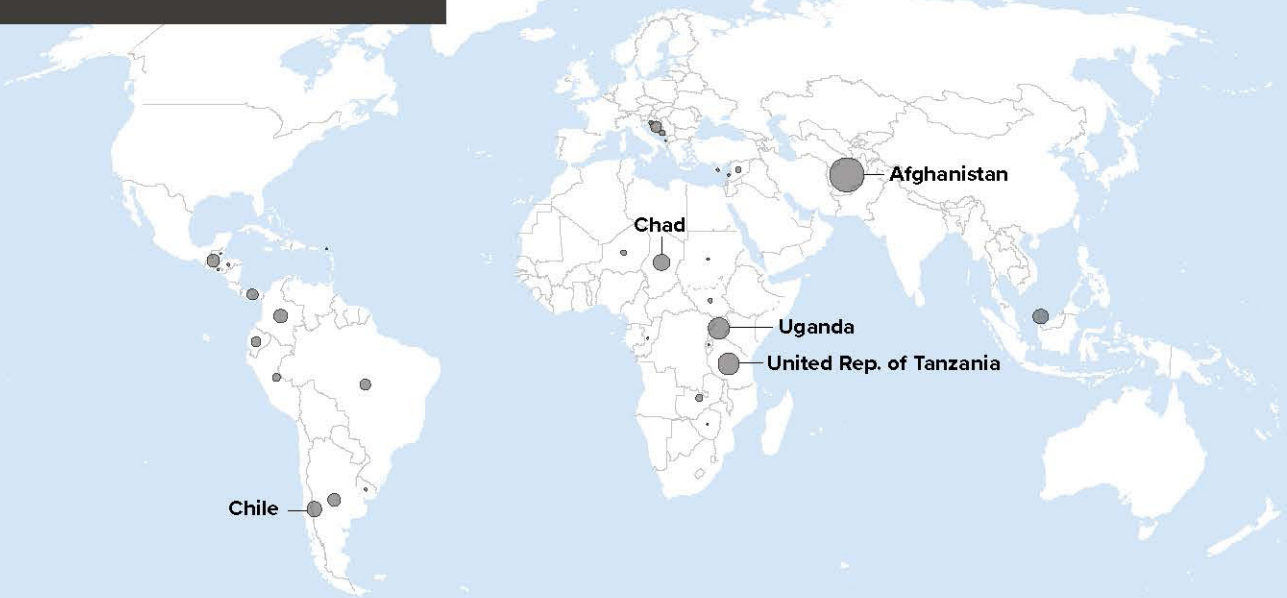 Afghanistan
Chad
Uganda
United Rep. of Tanzania
Chile